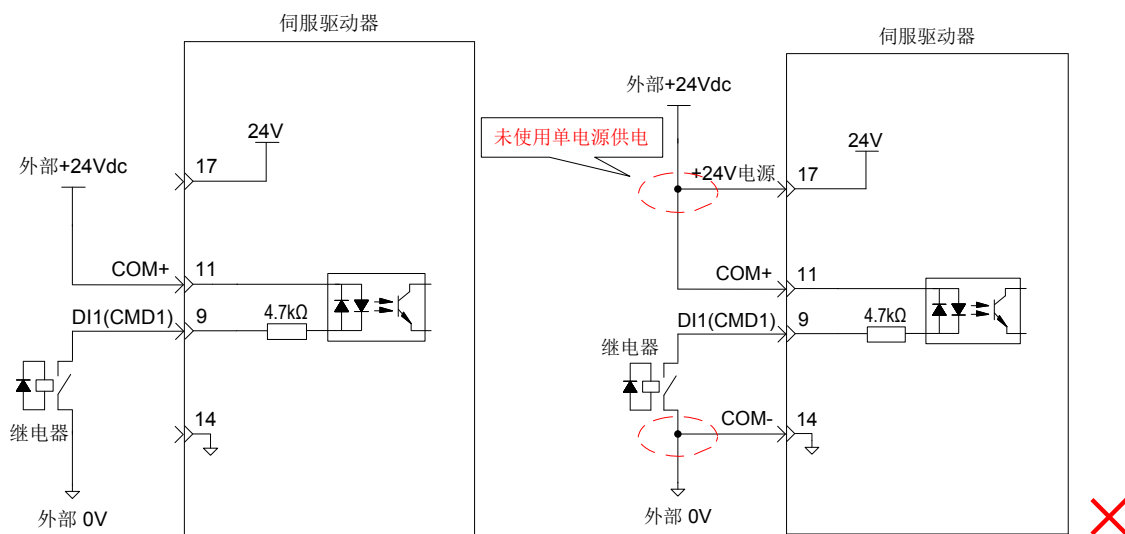 伺服驱动器
外部+24Vdc
24V
17
COM+
11
DI1(CMD1)
9
4.7kΩ
继电器
14
外部 0V
伺服驱动器
外部+24Vdc
未使用单电源供电
24V
+24V电源
17
COM+
11
DI1(CMD1)
9
4.7kΩ
继电器
COM-
14
外部 0V